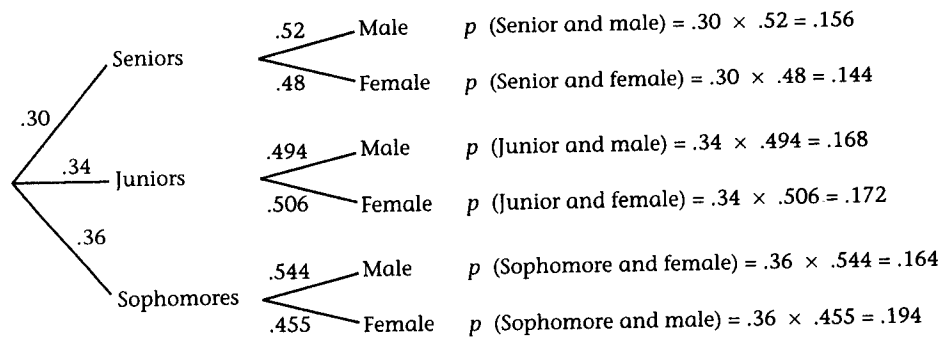 .52 Male p (Senior and male) = .30 × .52 = .156
Seniors
.48 Female p (Senior and female) = .30 × .48 = .144
.30
.494 Male p (Junior and male) = .34 × .494 = .168
.34
Juniors
.506 Female p (Junior and female) = .34 × .506 = .172
.36
.544 Male p (Sophomore and female) = .36 × .544 = .164
Sophomores
.455 Female p (Sophomore and male) = .36 × .455 = .194